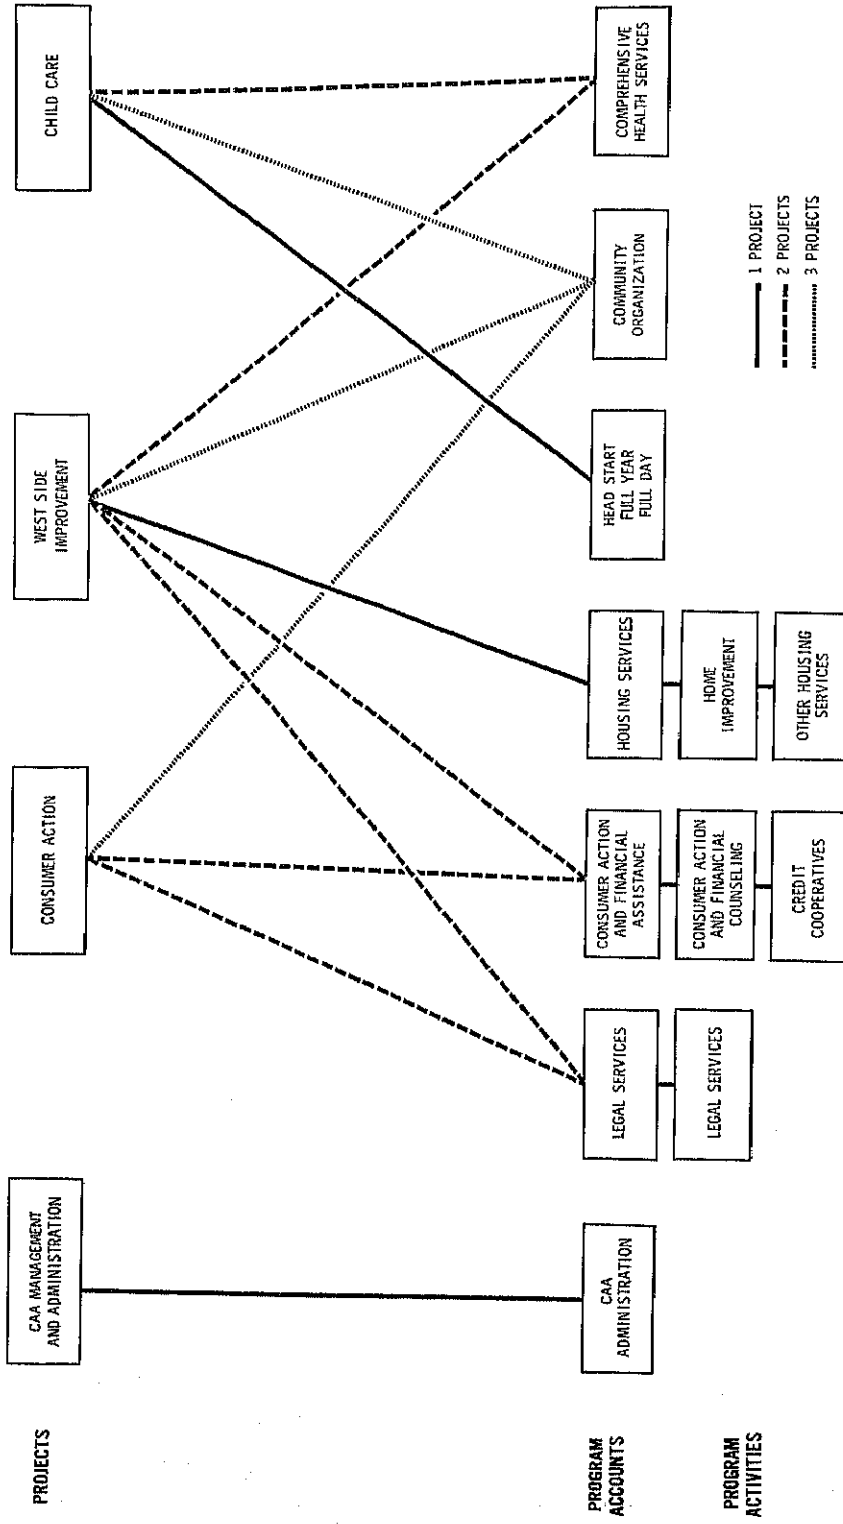 PROJECTS
CAA MANAGEMENT
AND ADMINISTRATION
CONSUMER ACTION
WEST SIDE
IMPROVEMENT
CHILD CARE
PROGRAM
ACCOUNTS
CAA
ADMINISTRATION
LEGAL SERVICES
CONSUMER ACTION
AND FINANCIAL
ASSISTANCE
HOUSING SERVICES
HEAD START
FULL YEAR
FULL DAY
COMMUNITY
ORGANIZATION
COMPREHENSIVE
HEALTH SERVICES
PROGRAM
ACTIVITIES
LEGAL SERVICES
CONSUMER ACTION
AND FINANCIAL
COUNSELING
HOME
IMPROVEMENT
CREDIT
COOPERATIVES
OTHER HOUSING
SERVICES
1 PROJECT
2 PROJECTS
3 PROJECTS